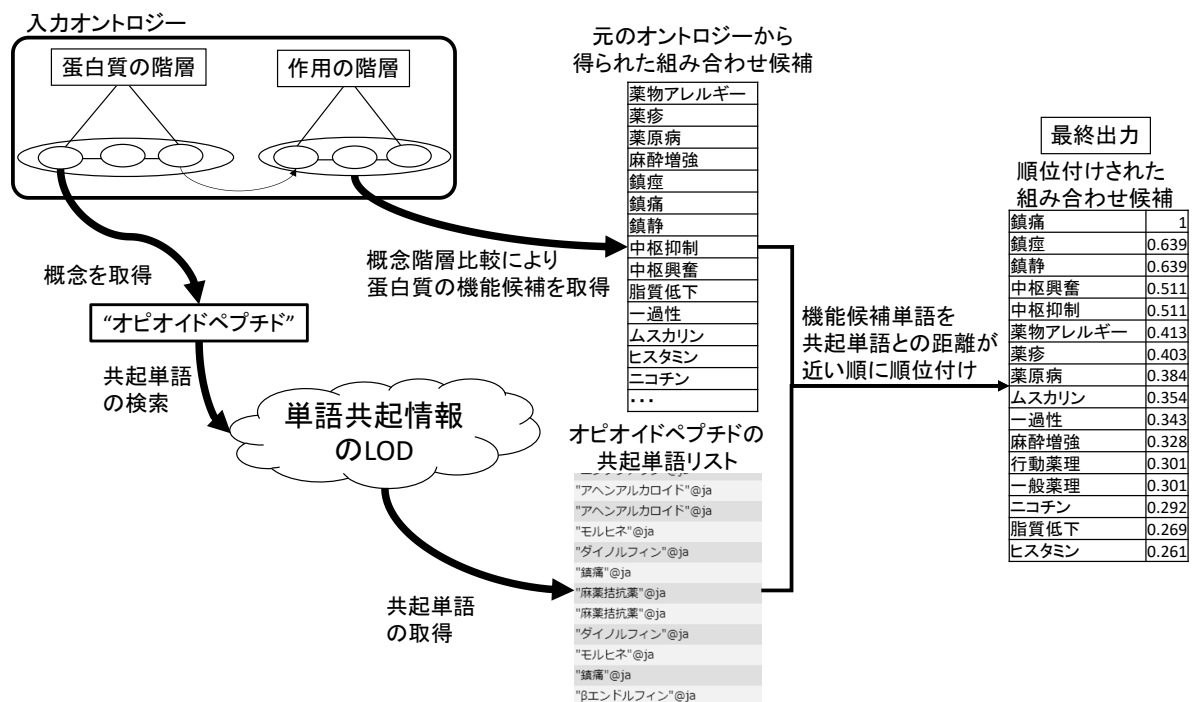 入力オントロジー
蛋白質の階層
作用の階層
概念を取得
“オピオイドペプチド”
共起単語
の検索
単語共起情報
のLOD
共起単語
の取得
概念階層比較により
蛋白質の機能候補を取得
元のオントロジーから
得られた組み合わせ候補
薬物アレルギー
薬疹
薬原病
麻酔増強
鎮痙
鎮痛
鎮静
中枢抑制
中枢興奮
脂質低下
一過性
ムスカリン
ヒスタミン
ニコチン
・・・
オピオイドペプチドの
共起単語リスト
"アヘンアルカロイド"@ja
"アヘンアルカロイド"@ja
"モルヒネ"@ja
"ダイノルフィン"@ja
"鎮痛"@ja
"麻薬拮抗薬"@ja
"麻薬拮抗薬"@ja
"ダイノルフィン"@ja
"モルヒネ"@ja
"鎮痛"@ja
"βエンドルフィン"@ja
機能候補単語を
共起単語との距離が
近い順に順位付け
最終出力
順位付けされた
組み合わせ候補
鎮痛 1
鎮痙 0.639
鎮静 0.639
中枢興奮 0.511
中枢抑制 0.511
薬物アレルギー 0.413
薬疹 0.403
薬原病 0.384
ムスカリン 0.354
一過性 0.343
麻酔増強 0.328
行動薬理 0.301
一般薬理 0.301
ニコチン 0.292
脂質低下 0.269
ヒスタミン 0.261